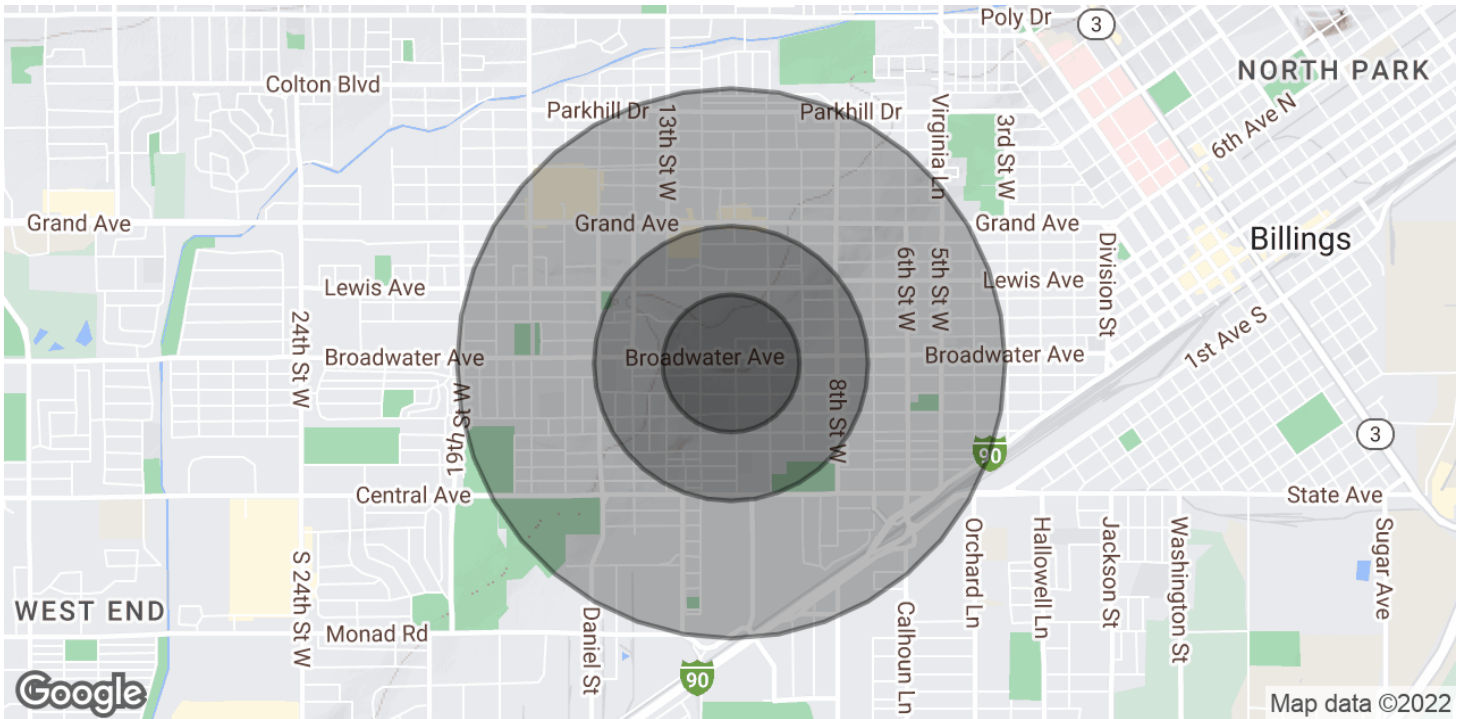 Poly Dr
3
NORTH PARK
Colton Blvd
Parkhill Dr
Parkhill Dr
13th St W
Virginia Ln
3rd St W
6th Ave N
Grand Ave
Grand Ave
Grand Ave
Billings
Division St
6th St W
5th St W
Lewis Ave
Lewis Ave
24th St W
1st Ave S
Broadwater Ave
Broadwater Ave
Broadwater Ave
19th St W
8th St W
3
90
Central Ave
State Ave
S 24th St W
Orchard Ln
Hallowell Ln
Jackson St
Washington St
Sugar Ave
WEST END
Monad Rd
Daniel St
Calhoun Ln
90
Google
Map data ©2022